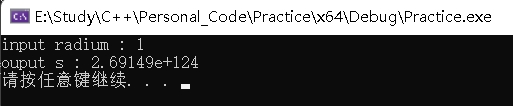 E:\Study\C++\Personal_Code\Practice\x64\Debug\Practice.exe
input radium : 1
ouput s : 2.69149e+124
请按任意键继续. . .